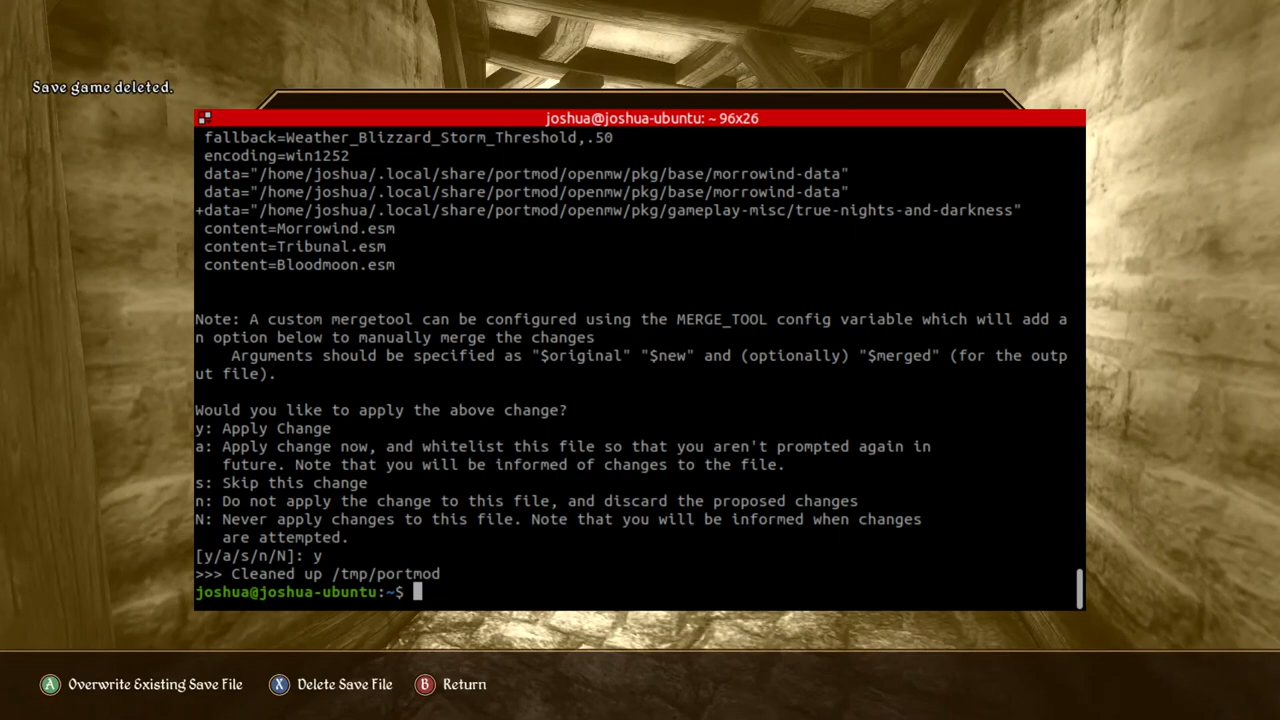 Save game deleted.
joshua@joshua-ubuntu: ~ 96x26
fallback=Weather_Blizzard_Storm_Threshold,.50
encoding=win1252
data="/home/joshua/.local/share/portmod/openmw/pkg/base/morrowind-data"
data="/home/joshua/.local/share/portmod/openmw/pkg/base/morrowind-data"
+data="/home/joshua/.local/share/portmod/openmw/pkg/gameplay-misc/true-nights-and-darkness"
content=Morrowind.esm
content=Tribunal.esm
content=Bloodmoon.esm
Note: A custom mergetool can be configured using the MERGE_TOOL config variable which will add a
n option below to manually merge the changes
Arguments should be specified as "$original" "$new" and (optionally) "$merged" (for the outp
ut file).
Would you like to apply the above change?
y: Apply Change
a: Apply change now, and whitelist this file so that you aren't prompted again in
future. Note that you will be informed of changes to the file.
s: Skip this change
n: Do not apply the change to this file, and discard the proposed changes
N: Never apply changes to this file. Note that you will be informed when changes
are attempted.
[y/a/s/n/N]: y
>>> Cleaned up /tmp/portmod
joshua@joshua-ubuntu:~$
A Overwrite Existing Save File X Delete Save File B Return